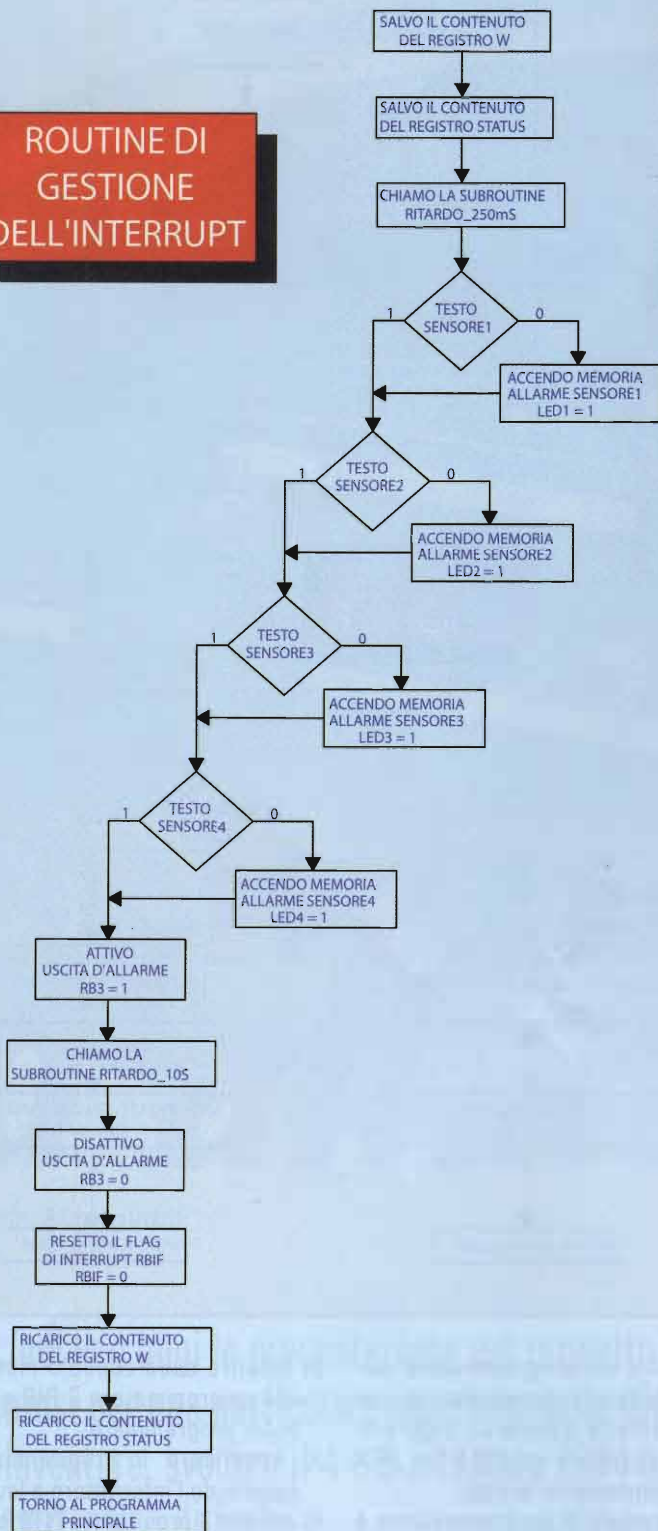 SALVO IL CONTENUTO
DEL REGISTRO W
ROUTINE DI
GESTIONE
DELL'INTERRUPT
SALVO IL CONTENUTO
DEL REGISTRO STATUS
CHIAMO LA SUBROUTINE
RITARDO_250mS
TESTO
SENSORE1
1
0
ACCENDO MEMORIA
ALLARME SENSORE1
LED1 = 1
TESTO
SENSORE2
1
0
ACCENDO MEMORIA
ALLARME SENSORE2
LED2 = 1
TESTO
SENSORE3
1
0
ACCENDO MEMORIA
ALLARME SENSORE3
LED3 = 1
TESTO
SENSORE4
1
0
ACCENDO MEMORIA
ALLARME SENSORE4
LED4 = 1
ATTIVO
USCITA D'ALLARME
RB3 = 1
CHIAMO LA
SUBROUTINE RITARDO_10S
DISATTIVO
USCITA D'ALLARME
RB3 = 0
RESETTO IL FLAG
DI INTERRUPT RBIF
RBIF = 0
RICARICO IL CONTENUTO
DEL REGISTRO W
RICARICO IL CONTENUTO
DEL REGISTRO STATUS
TORNO AL PROGRAMMA
PRINCIPALE